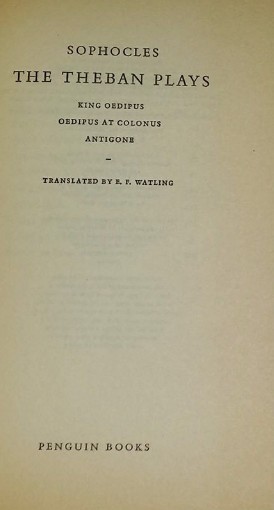 SOPHOCLES
THE THEBAN PLAYS
KING OEDIPUS
OEDIPUS AT COLONUS
ANTIGONE
–
TRANSLATED BY E. F. WATLING
PENGUIN BOOKS